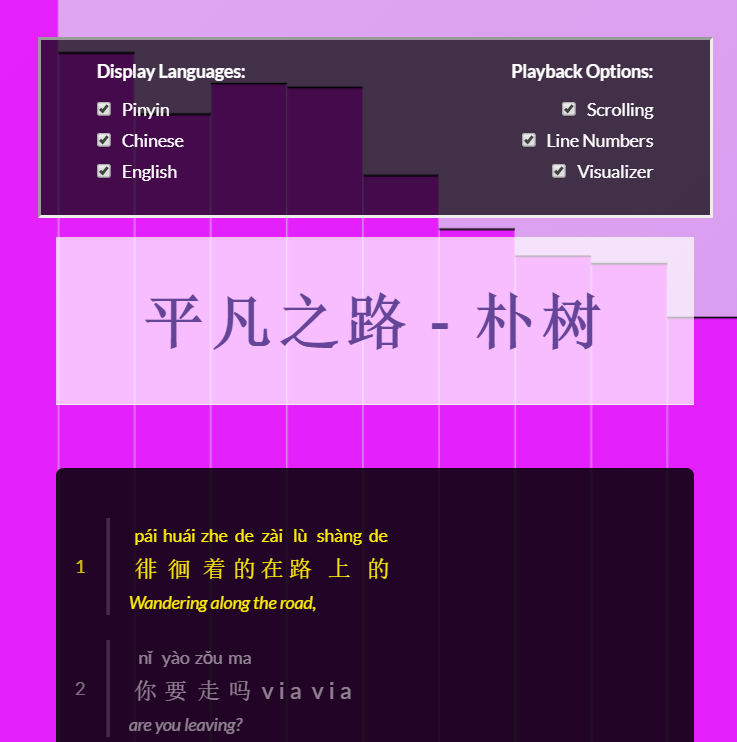 Display Languages:
Pinyin
Chinese
English
Playback Options:
Scrolling
Line Numbers
Visualizer
平凡之路 - 朴树
pái huái zhe de zài lù shàng de
1 徘徊着的在路上的
Wandering along the road,
nǐ yào zǒu ma
2 你要走吗 via via
are you leaving?